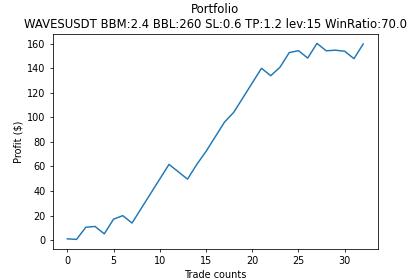 Portfolio
WAVESUSDT BBM:2.4 BBL:260 SL:0.6 TP:1.2 lev:15 WinRatio:70.0
160
140
120
100
80
60
40
20
0
Profit ($)
0 5 10 15 20 25 30
Trade counts